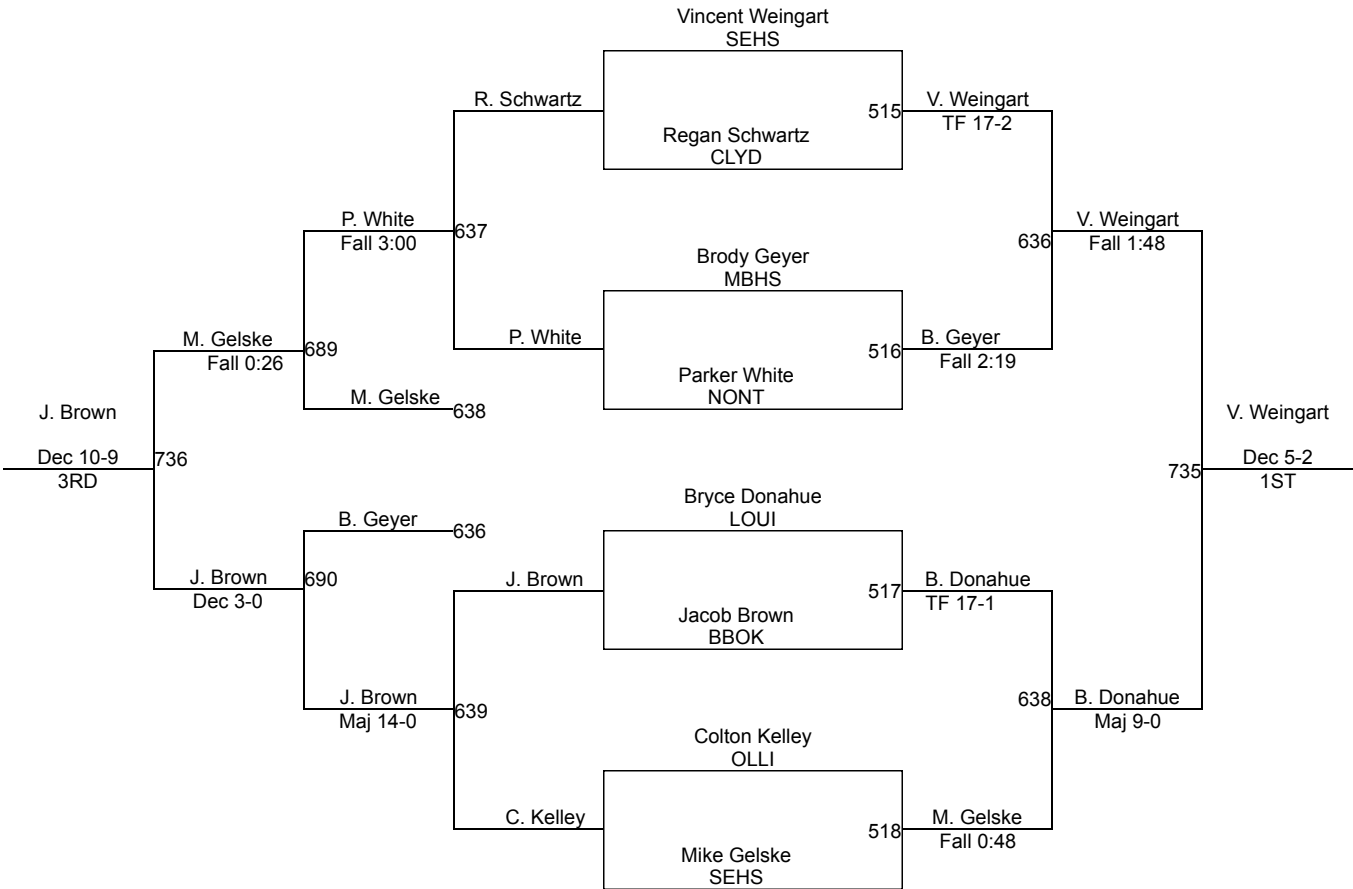 Vincent Weingart
SEHS
R. Schwartz
515
V. Weingart
TF 17-2
Regan Schwartz
CLYD
P. White
Fall 3:00
637
636
V. Weingart
Fall 1:48
Brody Geyer
MBHS
M. Gelske
Fall 0:26
689
P. White
516
B. Geyer
Fall 2:19
Parker White
NONT
M. Gelske
638
J. Brown
Dec 10-9
3RD
736
735
V. Weingart
Dec 5-2
1ST
Bryce Donahue
LOUI
B. Geyer
636
J. Brown
Dec 3-0
690
J. Brown
517
B. Donahue
TF 17-1
Jacob Brown
BBOK
J. Brown
Maj 14-0
639
638
B. Donahue
Maj 9-0
Colton Kelley
OLLI
C. Kelley
518
M. Gelske
Fall 0:48
Mike Gelske
SEHS